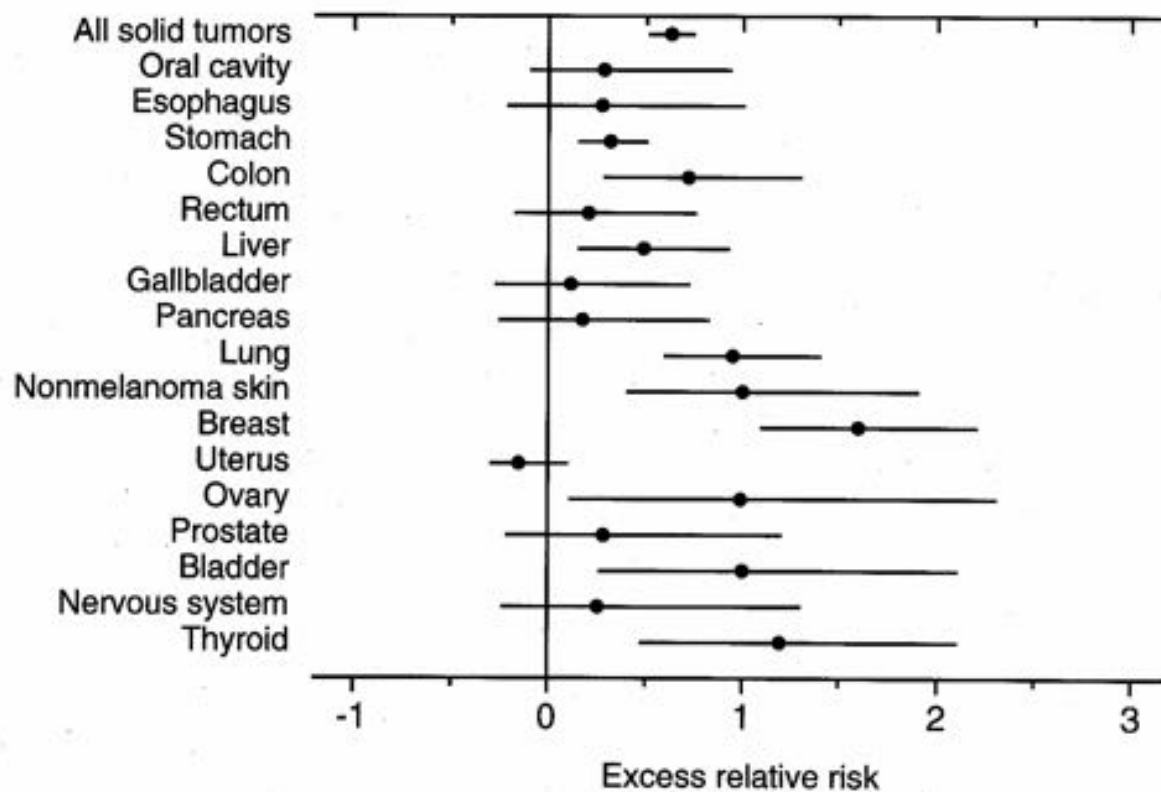 All solid tumors
Oral cavity
Esophagus
Stomach
Colon
Rectum
Liver
Gallbladder
Pancreas
Lung
Nonmelanoma skin
Breast
Uterus
Ovary
Prostate
Bladder
Nervous system
Thyroid
-1 0 1 2 3
Excess relative risk